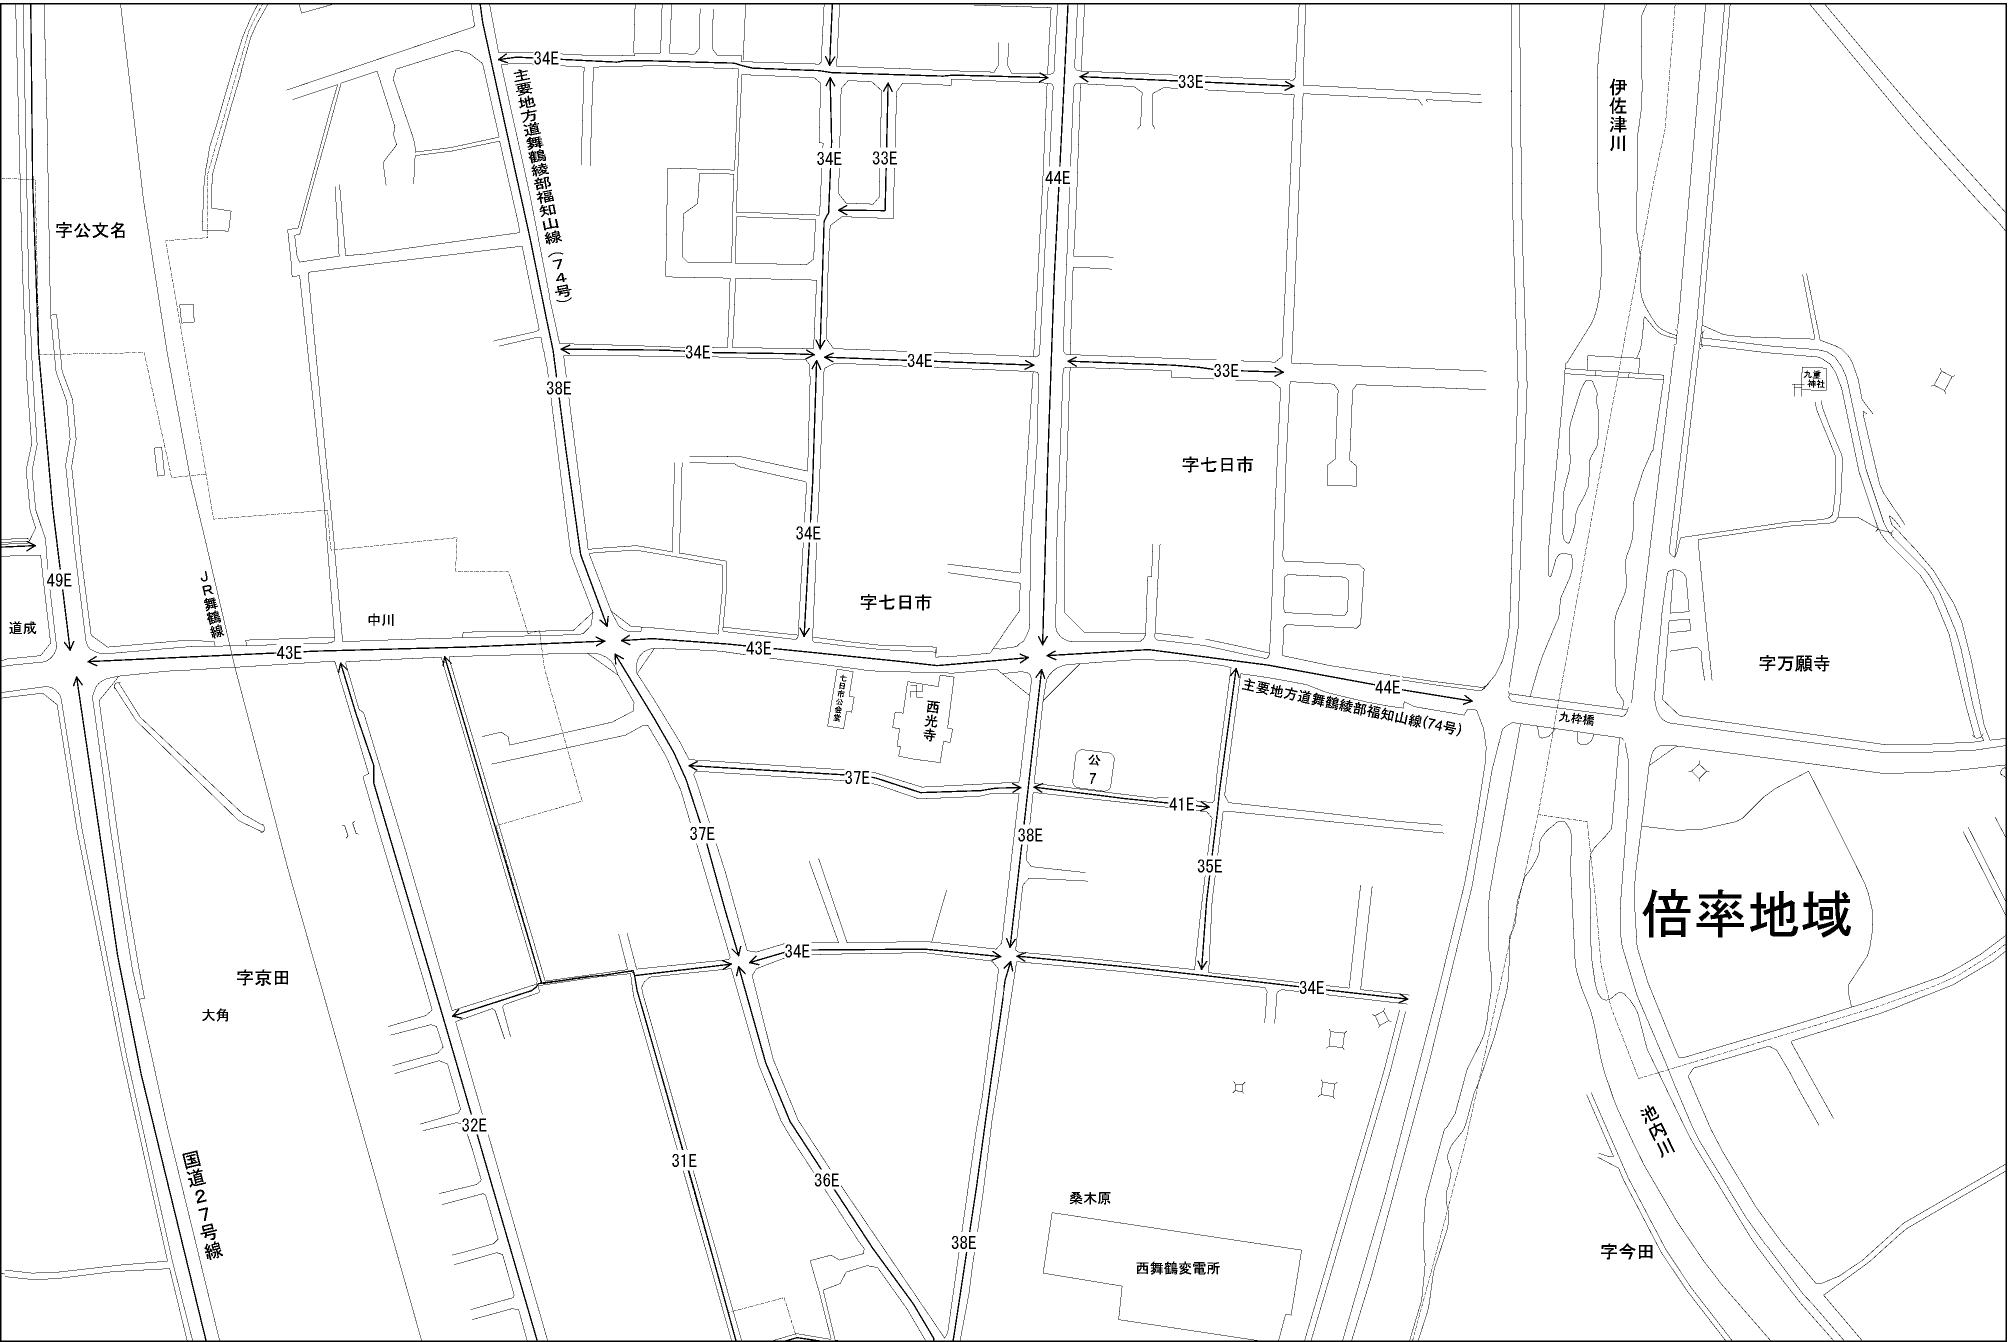 34E
33E
主要地方道舞鶴綾部福知山線(74号)
伊佐津川
34E
33E
44E
字公文名
34E
34E
33E
38E
九重
神社
字七日市
34E
49E
JR舞鶴線
字七日市
道成
中川
43E
43E
字万願寺
44E
主要地方道舞鶴綾部福知山線(74号)
七日市公会堂
西光寺
九枠橋
公
7
37E
41E
37E
38E
35E
倍率地域
34E
字京田
34E
大角
32E
池内川
31E
国道27号線
36E
桑木原
38E
字今田
西舞鶴変電所